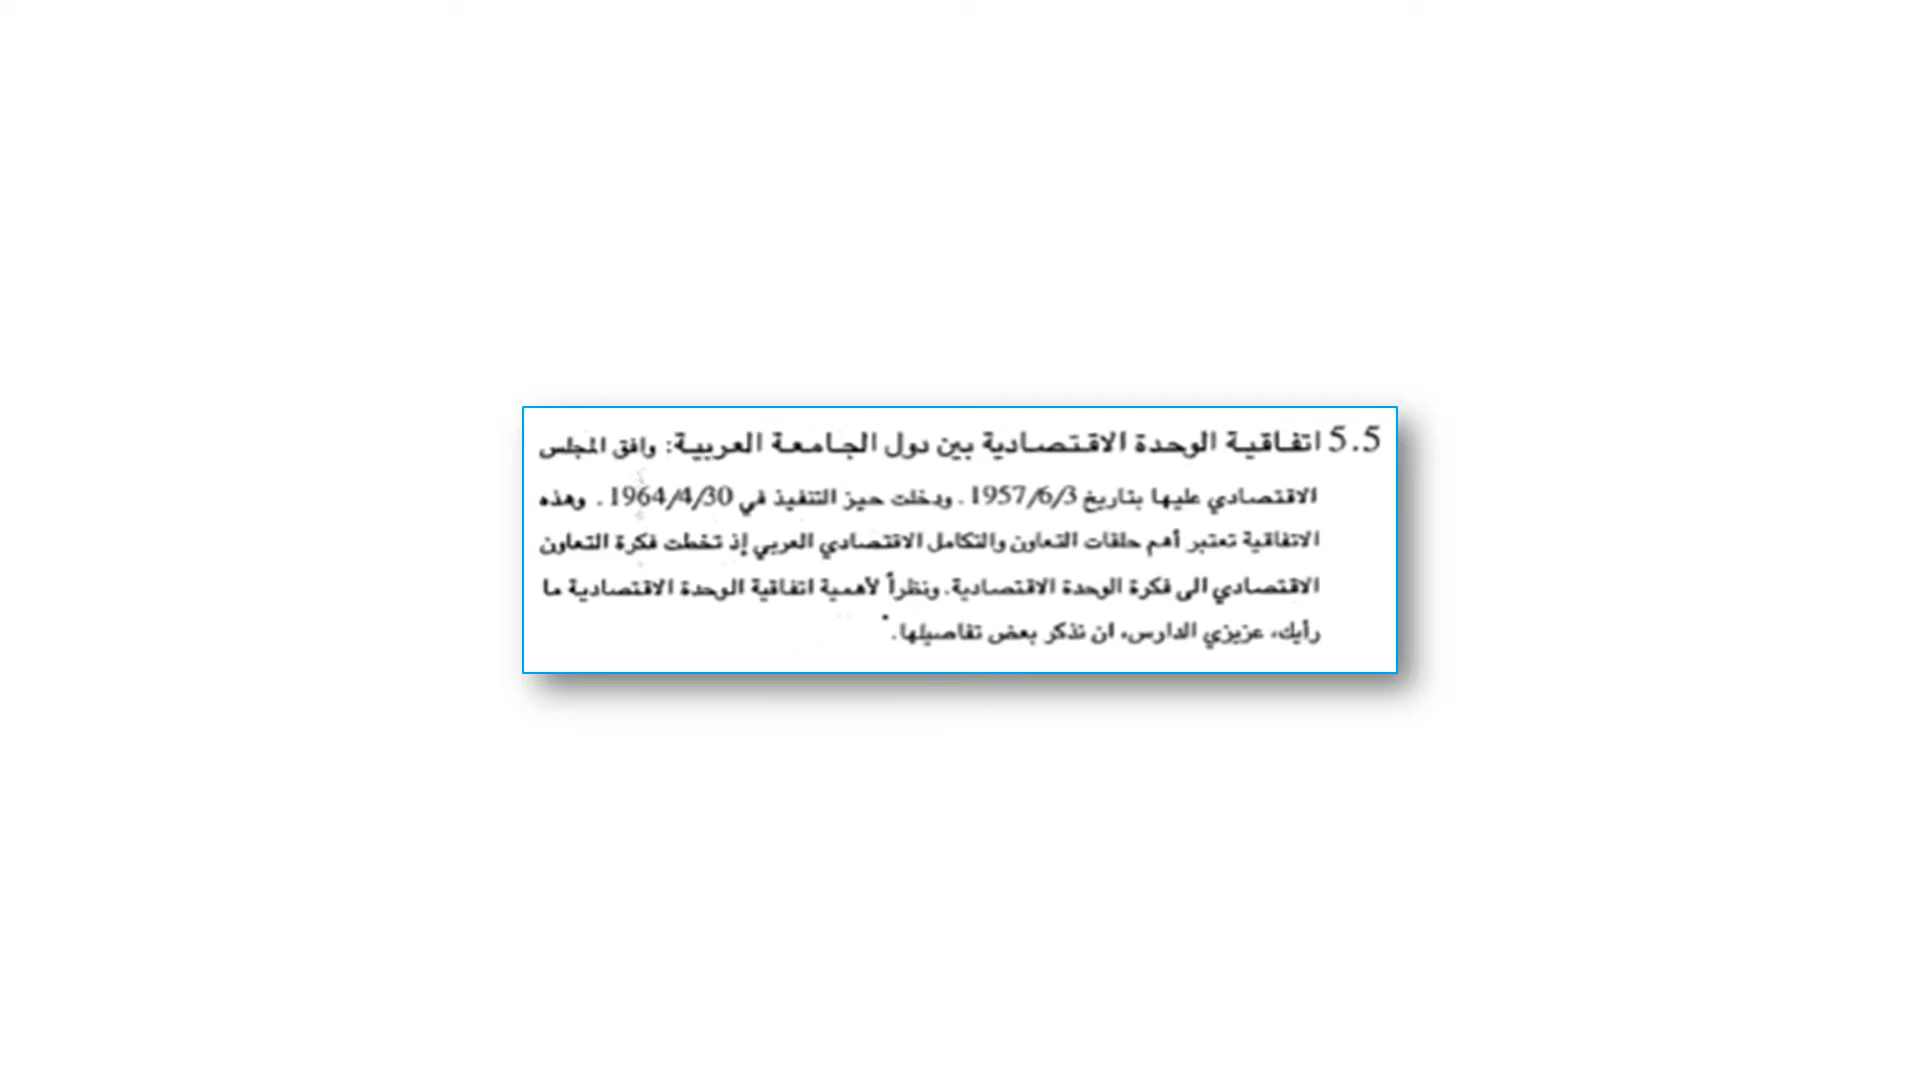 5.5 اتفاقية الوحدة الاقتصادية بين دول الجامعة العربية: وافق المجلس
الاقتصادي عليها بتاريخ 1957/6/3. ودخلت حيز التنفيذ في 1964/4/30. وهذه
الاتفاقية تعتبر أهم حلقات التعاون والتكامل الاقتصادي العربي إذ تخطت فكرة التعاون
الاقتصادي الى فكرة الوحدة الاقتصادية. ونظراً لأهمية اتفاقية الوحدة الاقتصادية ما
رأيك، عزيزي الدارس، ان نذكر بعض تفاصيلها.